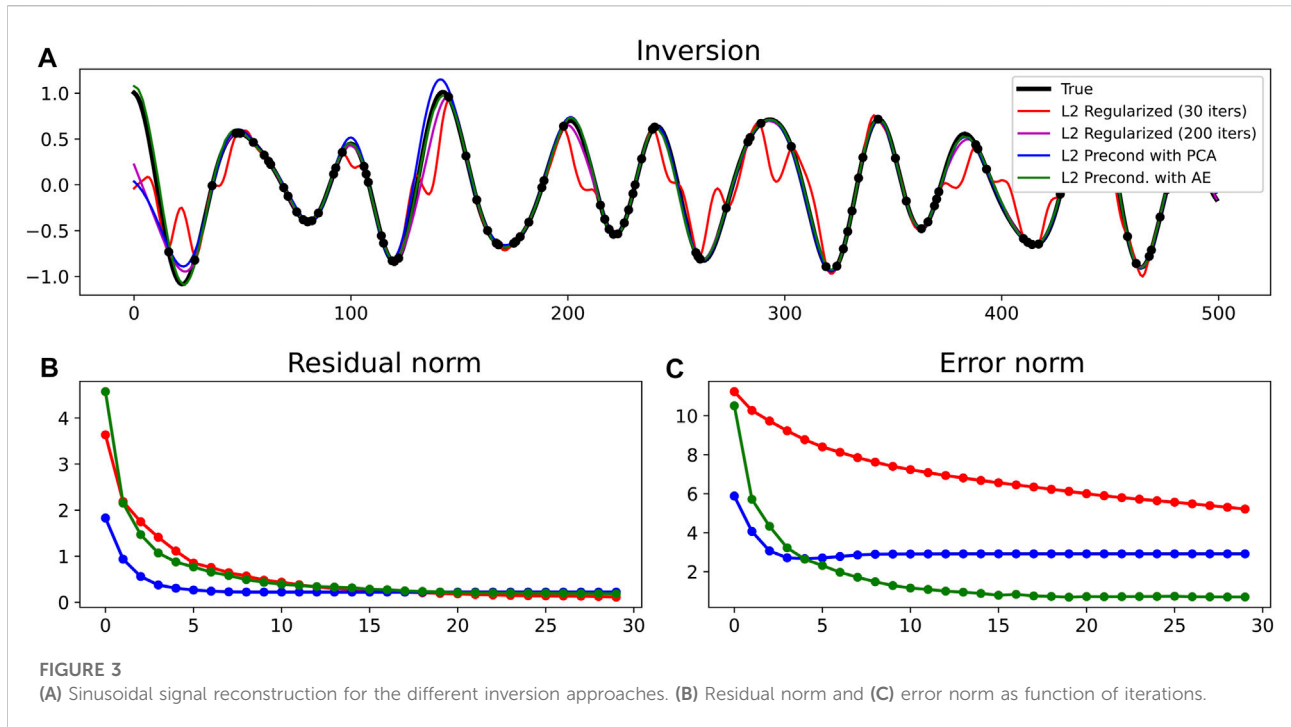 A
Inversion
True
L2 Regularized (30 iters)
L2 Regularized (200 iters)
L2 Precond with PCA
L2 Precond. with AE
1.0
0.5
0.0
−0.5
−1.0
0 100 200 300 400 500
B
Residual norm
4
3
2
1
0
0 5 10 15 20 25 30
C
Error norm
10
8
6
4
2
0 5 10 15 20 25 30
FIGURE 3
(A) Sinusoidal signal reconstruction for the different inversion approaches. (B) Residual norm and (C) error norm as function of iterations.